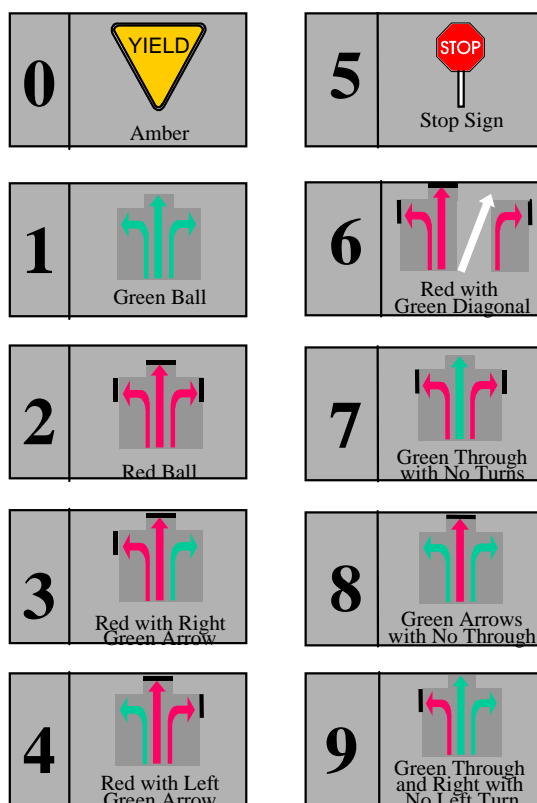 0
YIELD
Amber
5
STOP
Stop Sign
1
Green Ball
6
Red with
Green Diagonal
2
Red Ball
7
Green Through
with No Turns
3
Red with Right
Green Arrow
8
Green Arrows
with No Through
4
Red with Left
Green Arrow
9
Green Through
and Right with
No Left Turn